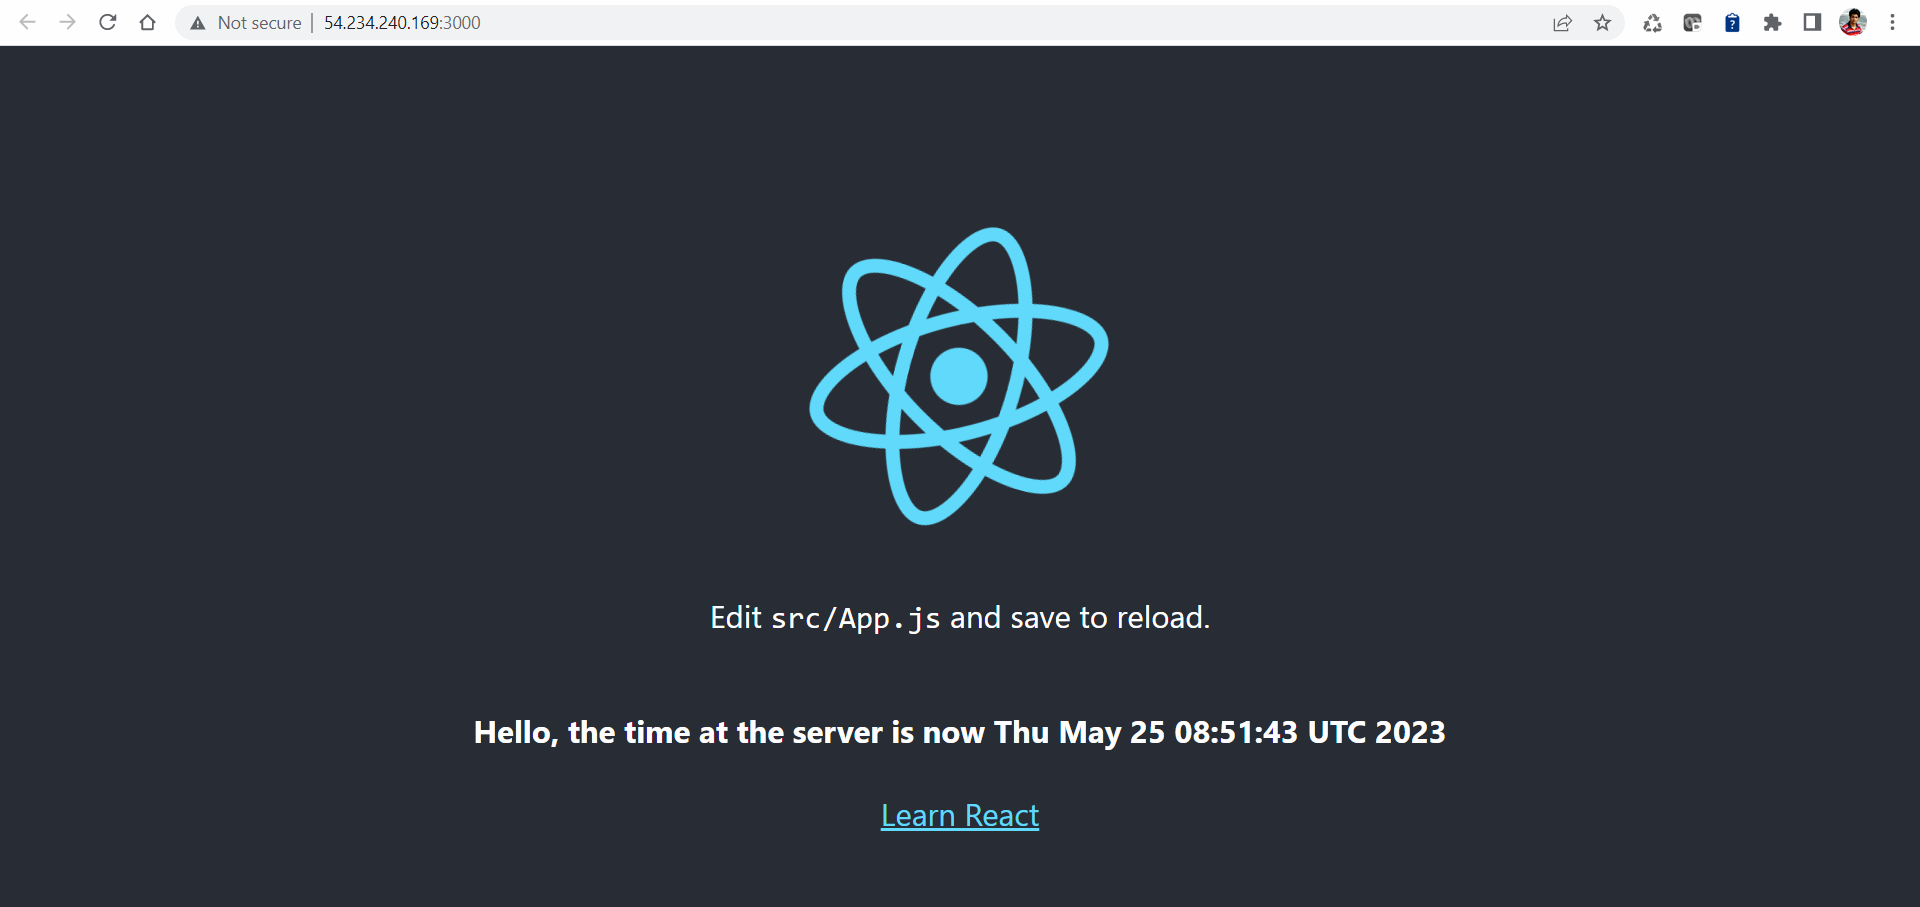 Not secure | 54.234.240.169:3000
Edit src/App.js and save to reload.
Hello, the time at the server is now Thu May 25 08:51:43 UTC 2023
Learn React